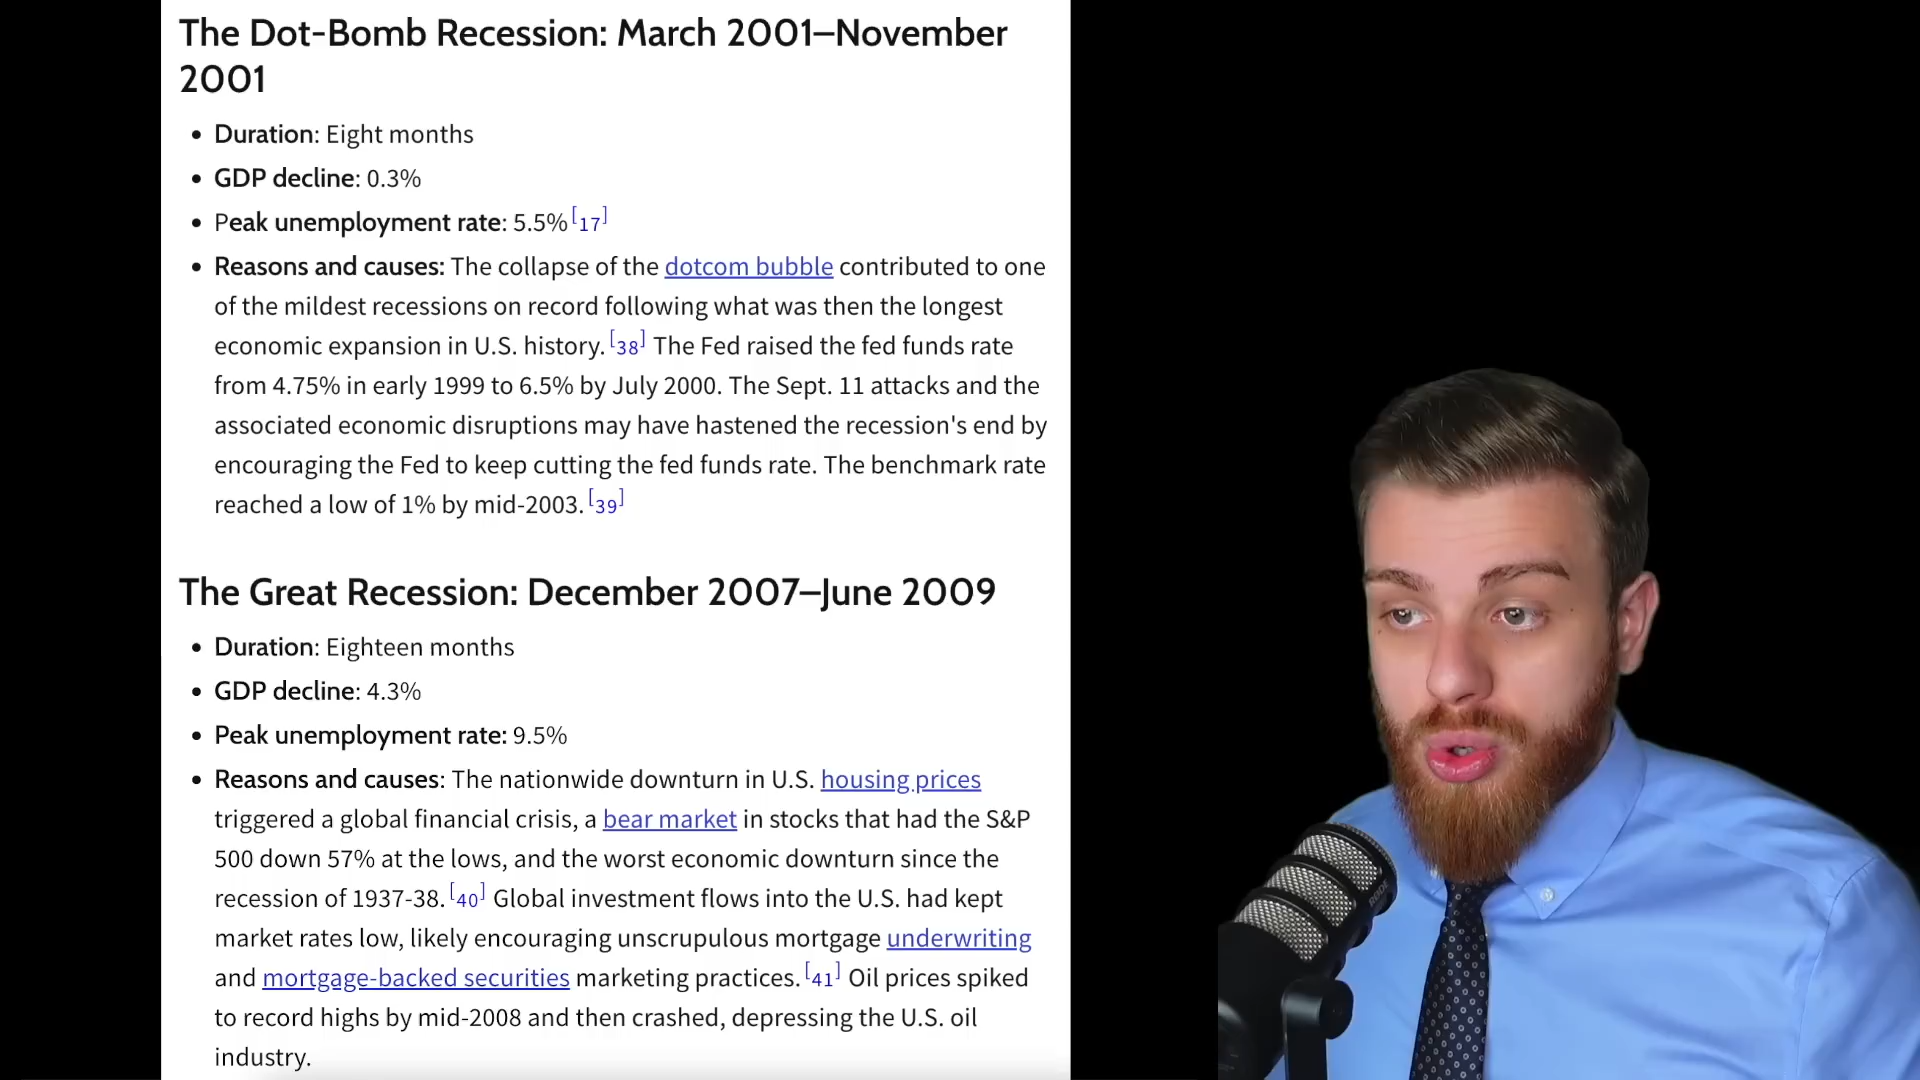 The Dot-Bomb Recession: March 2001–November
2001
• Duration: Eight months
• GDP decline: 0.3%
• Peak unemployment rate: 5.5%[17]
• Reasons and causes: The collapse of the dotcom bubble contributed to one
of the mildest recessions on record following what was then the longest
economic expansion in U.S. history.[38] The Fed raised the fed funds rate
from 4.75% in early 1999 to 6.5% by July 2000. The Sept. 11 attacks and the
associated economic disruptions may have hastened the recession's end by
encouraging the Fed to keep cutting the fed funds rate. The benchmark rate
reached a low of 1% by mid-2003.[39]
The Great Recession: December 2007–June 2009
• Duration: Eighteen months
• GDP decline: 4.3%
• Peak unemployment rate: 9.5%
• Reasons and causes: The nationwide downturn in U.S. housing prices
triggered a global financial crisis, a bear market in stocks that had the S&P
500 down 57% at the lows, and the worst economic downturn since the
recession of 1937-38.[40] Global investment flows into the U.S. had kept
market rates low, likely encouraging unscrupulous mortgage underwriting
and mortgage-backed securities marketing practices.[41] Oil prices spiked
to record highs by mid-2008 and then crashed, depressing the U.S. oil
industry.
RODE